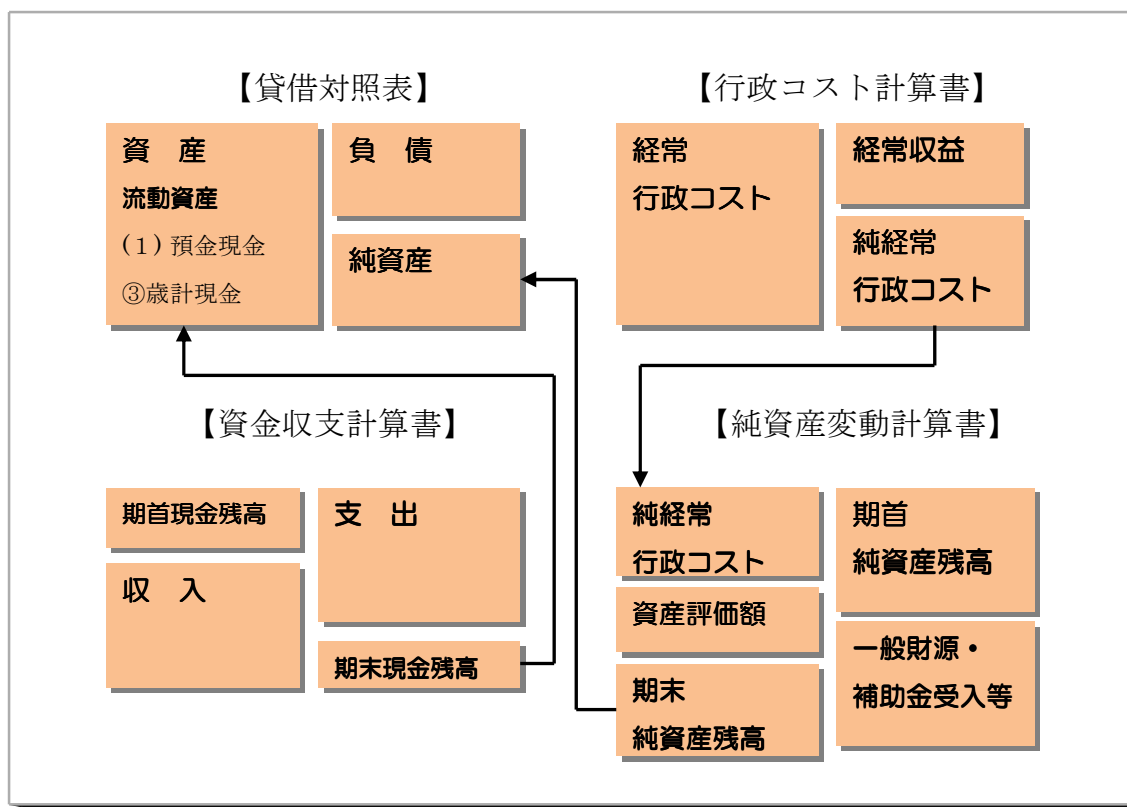 【貸借対照表】
資　産
流動資産
(１)預金現金
③歳計現金
負　債
純資産
【行政コスト計算書】
経常
行政コスト
経常収益
純経常
行政コスト
【資金収支計算書】
期首現金残高
収　入
支　出
期末現金残高
【純資産変動計算書】
純経常
行政コスト
資産評価額
期末
純資産残高
期首
純資産残高
一般財源・
補助金受入等